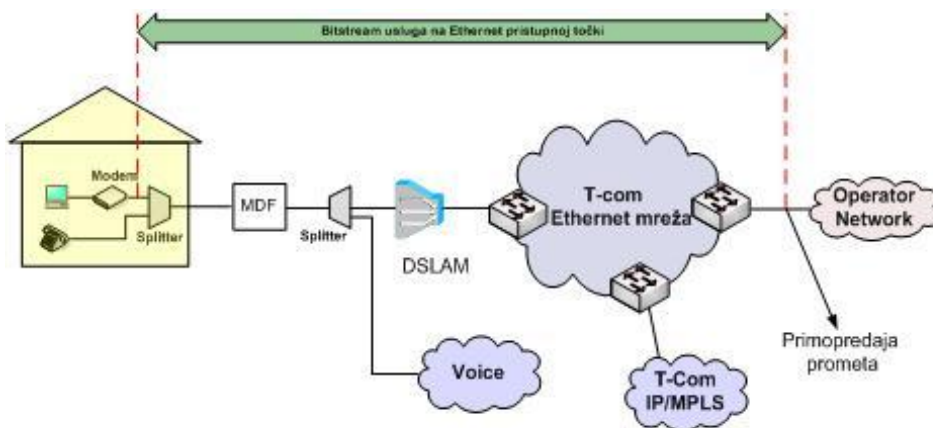 Bitstream usluga na Ethernet pristupnoj točki
Modem
Splitter
MDF
Splitter
DSLAM
T-com
Ethernet mreža
Operator
Network
Voice
T-Com
IP/MPLS
Primopredaja
prometa